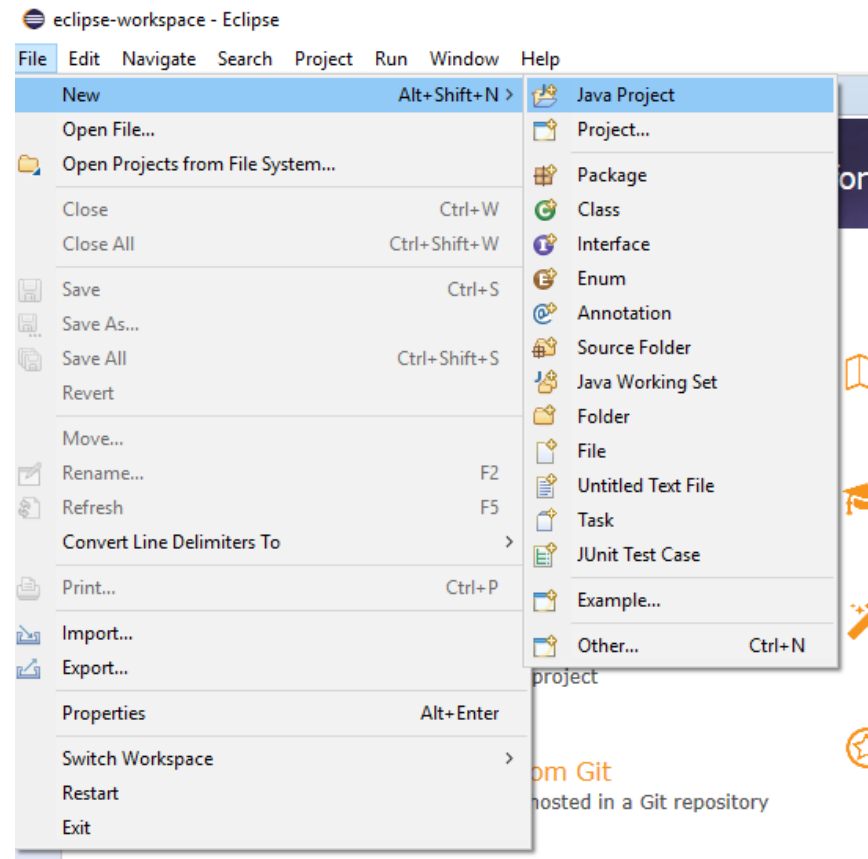 eclipse-workspace - Eclipse
File Edit Navigate Search Project Run Window Help
New Alt+Shift+N >
Open File...
Open Projects from File System...
Close Ctrl+W
Close All Ctrl+Shift+W
Save Ctrl+S
Save As...
Save All Ctrl+Shift+S
Revert
Move...
Rename... F2
Refresh F5
Convert Line Delimiters To >
Print... Ctrl+P
Import...
Export...
Properties Alt+Enter
Switch Workspace >
Restart
Exit
Java Project
Project...
Package
Class
Interface
Enum
Annotation
Source Folder
Java Working Set
Folder
File
Untitled Text File
Task
JUnit Test Case
Example...
Other... Ctrl+N
project
om Git
hosted in a Git repository